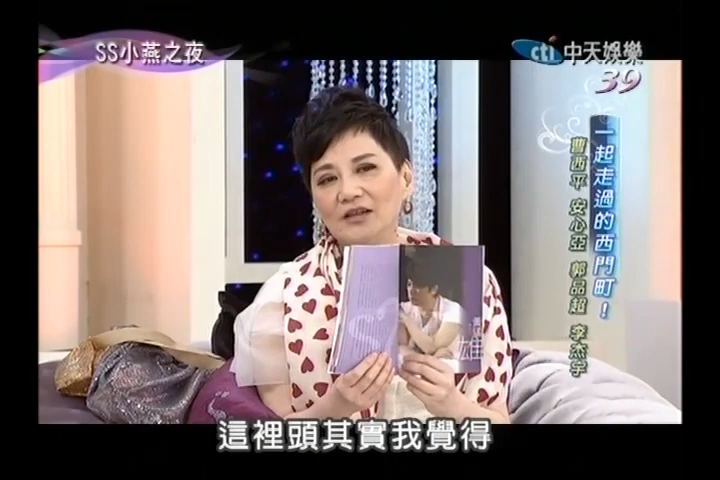 SS小燕之夜
cti 中天娛樂
39
一起走過的西門町！
曹西平 安心亞 郭品超 李杰宇
雄
這裡頭其實我覺得